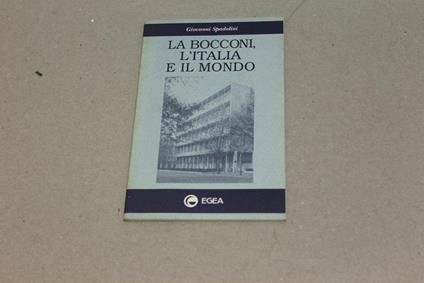 Giovanni Spadolini
LA BOCCONI,
L'ITALIA
E IL MONDO
EGEA